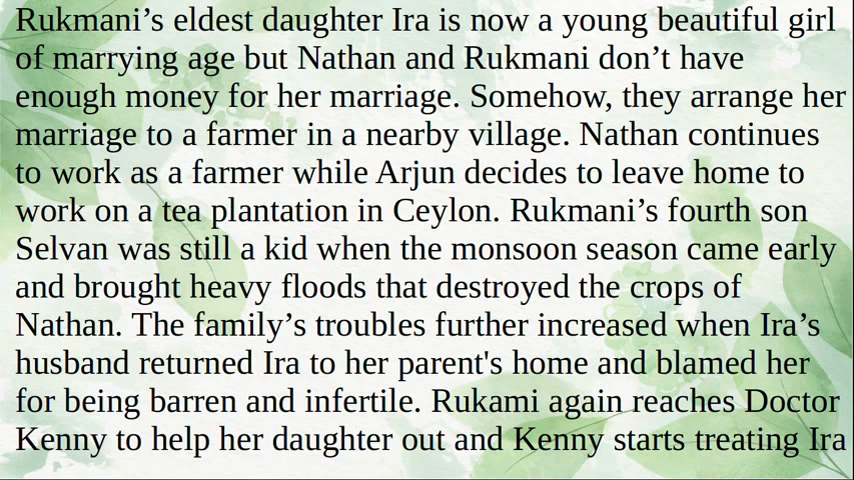 Rukmani’s eldest daughter Ira is now a young beautiful girl
of marrying age but Nathan and Rukmani don’t have
enough money for her marriage. Somehow, they arrange her
marriage to a farmer in a nearby village. Nathan continues
to work as a farmer while Arjun decides to leave home to
work on a tea plantation in Ceylon. Rukmani’s fourth son
Selvan was still a kid when the monsoon season came early
and brought heavy floods that destroyed the crops of
Nathan. The family’s troubles further increased when Ira’s
husband returned Ira to her parent's home and blamed her
for being barren and infertile. Rukami again reaches Doctor
Kenny to help her daughter out and Kenny starts treating Ira